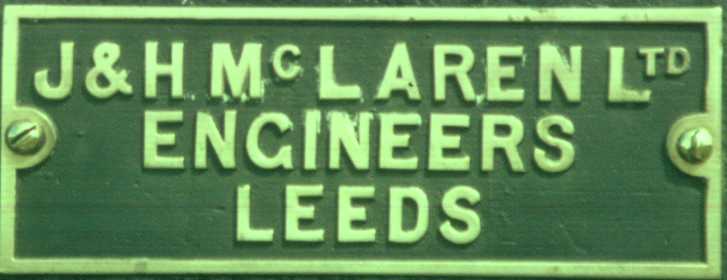 J&H. McLAREN LTD
ENGINEERS
LEEDS